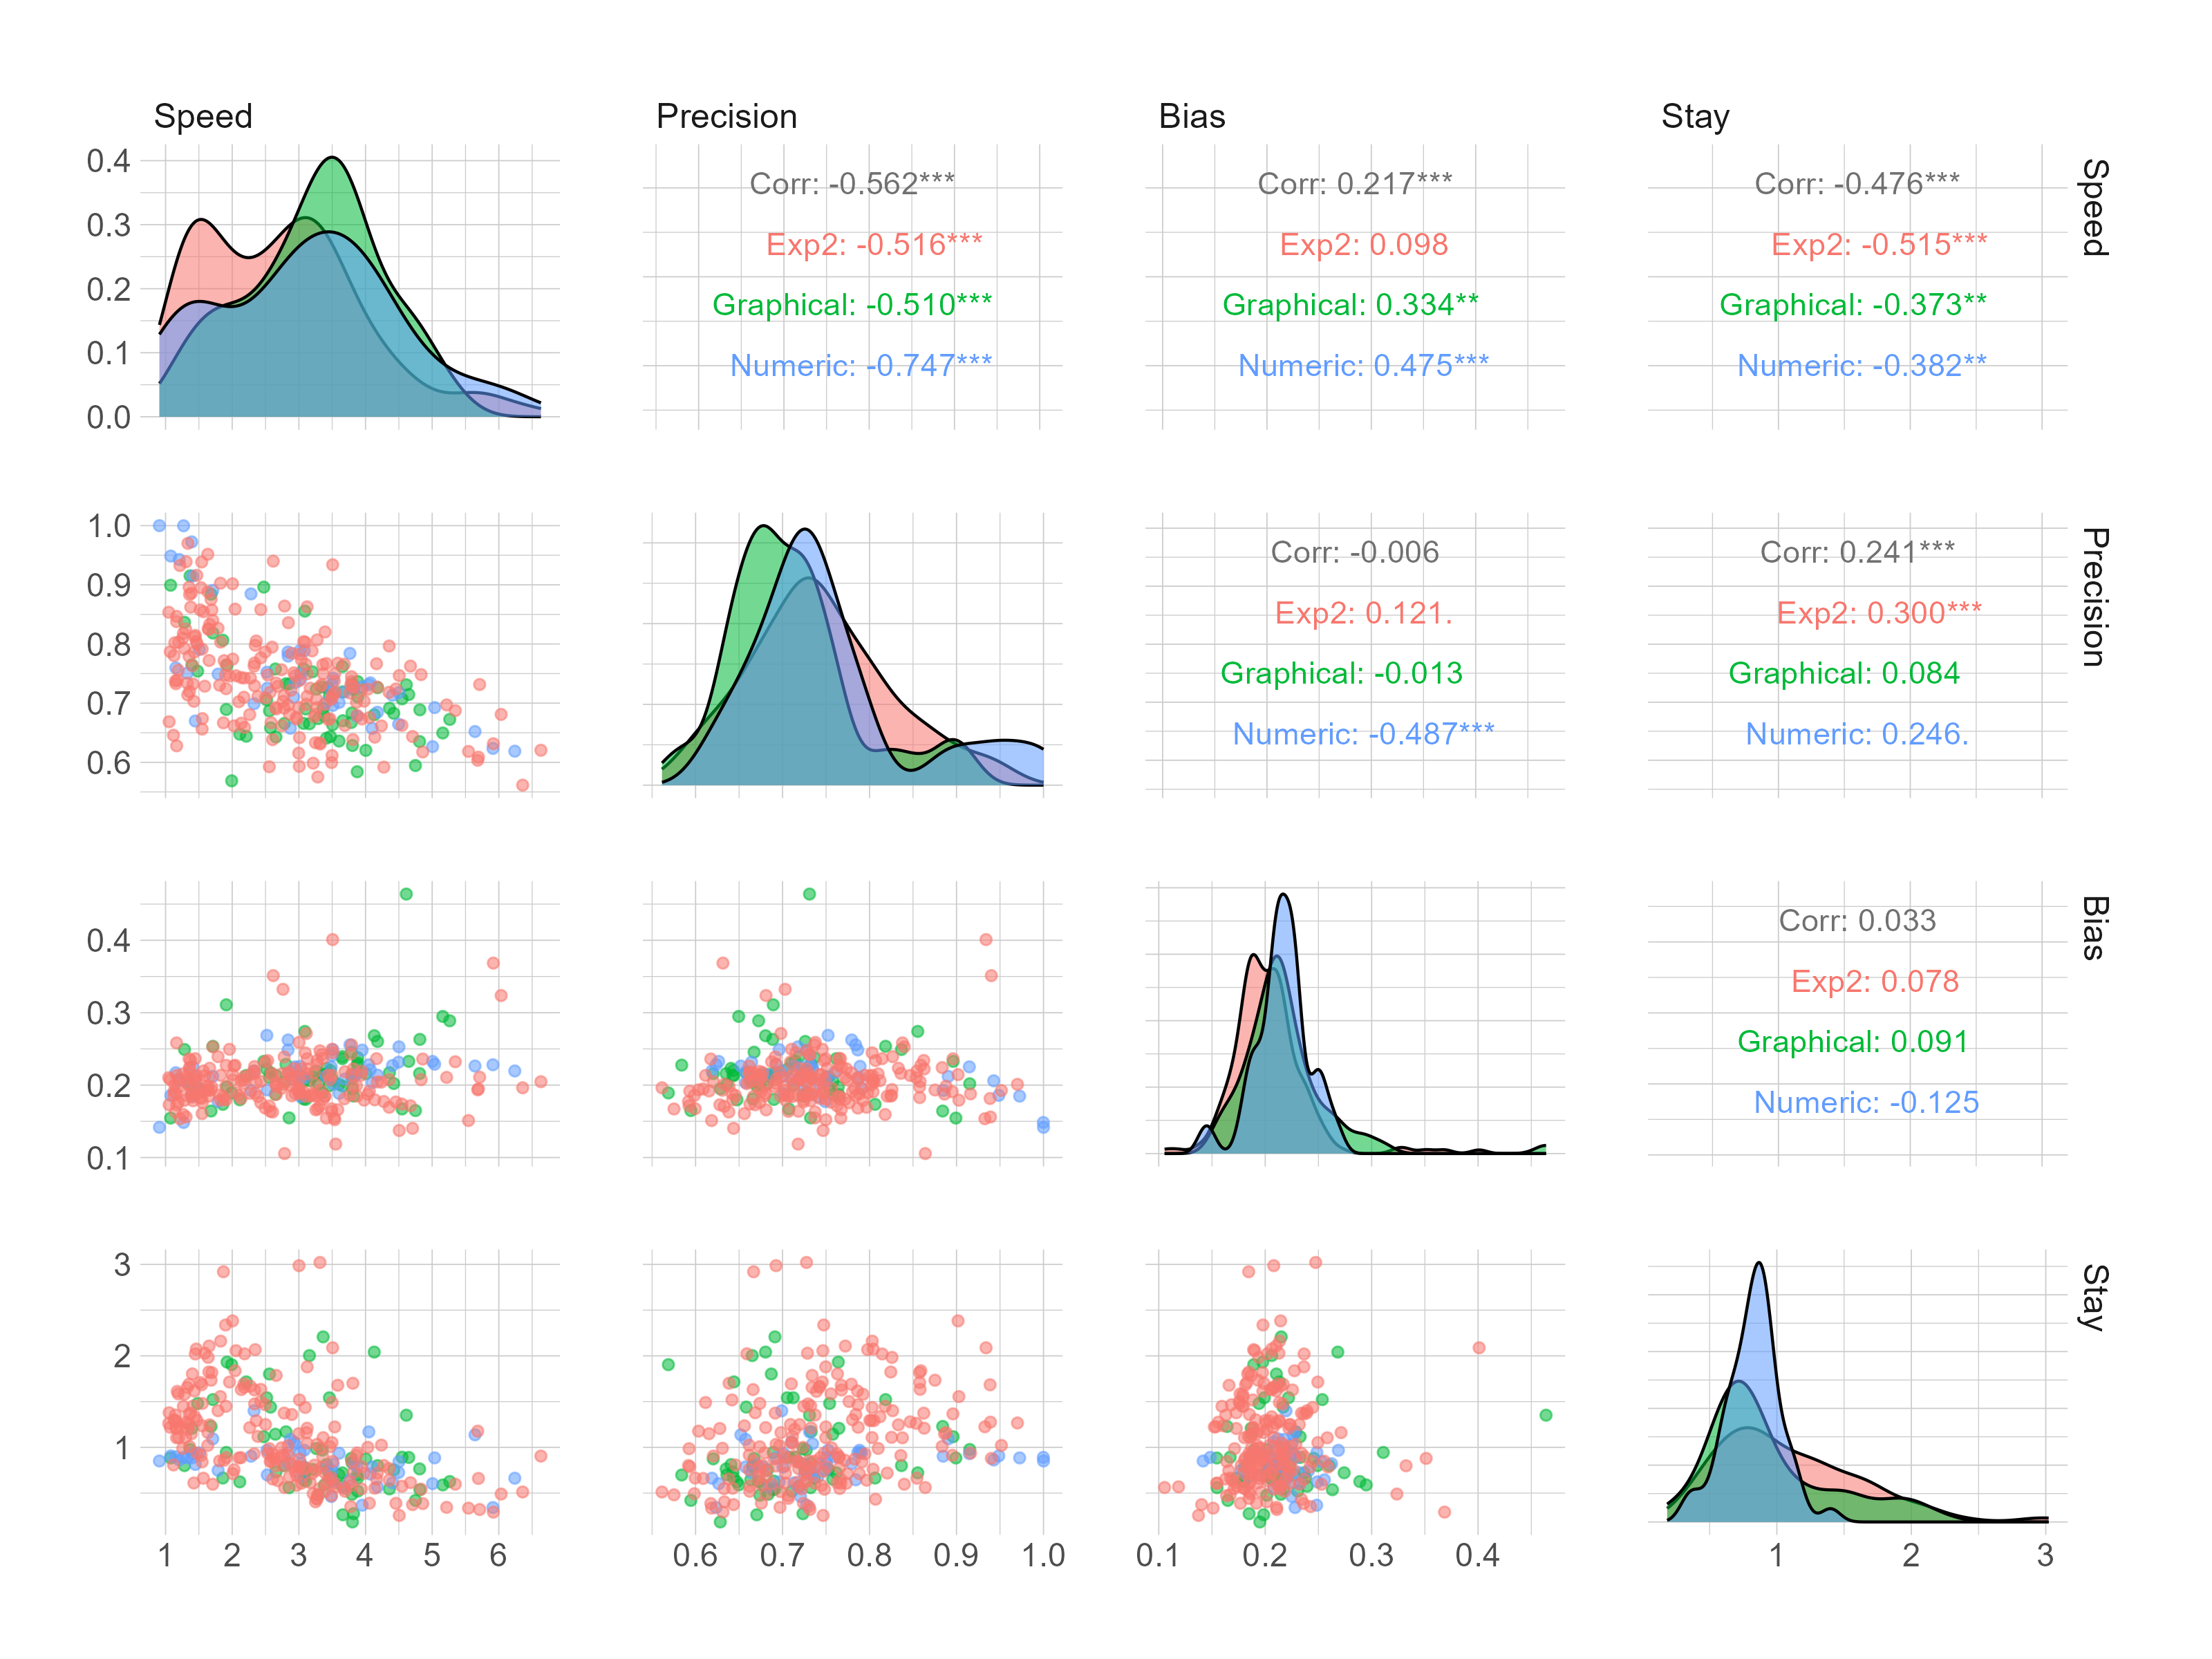 Speed Precision Bias Stay
0.4
0.3
0.2
0.1
0.0
Corr: -0.562***
Exp2: -0.516***
Graphical: -0.510***
Numeric: -0.747***
Corr: 0.217***
Exp2: 0.098
Graphical: 0.334**
Numeric: 0.475***
Corr: -0.476***
Exp2: -0.515***
Graphical: -0.373**
Numeric: -0.382**
Speed
1.0
0.9
0.8
0.7
0.6
Corr: -0.006
Exp2: 0.121.
Graphical: -0.013
Numeric: -0.487***
Corr: 0.241***
Exp2: 0.300***
Graphical: 0.084
Numeric: 0.246.
Precision
0.4
0.3
0.2
0.1
Corr: 0.033
Exp2: 0.078
Graphical: 0.091
Numeric: -0.125
Bias
3
2
1
Stay
1 2 3 4 5 6
0.6 0.7 0.8 0.9 1.0
0.1 0.2 0.3 0.4
1 2 3